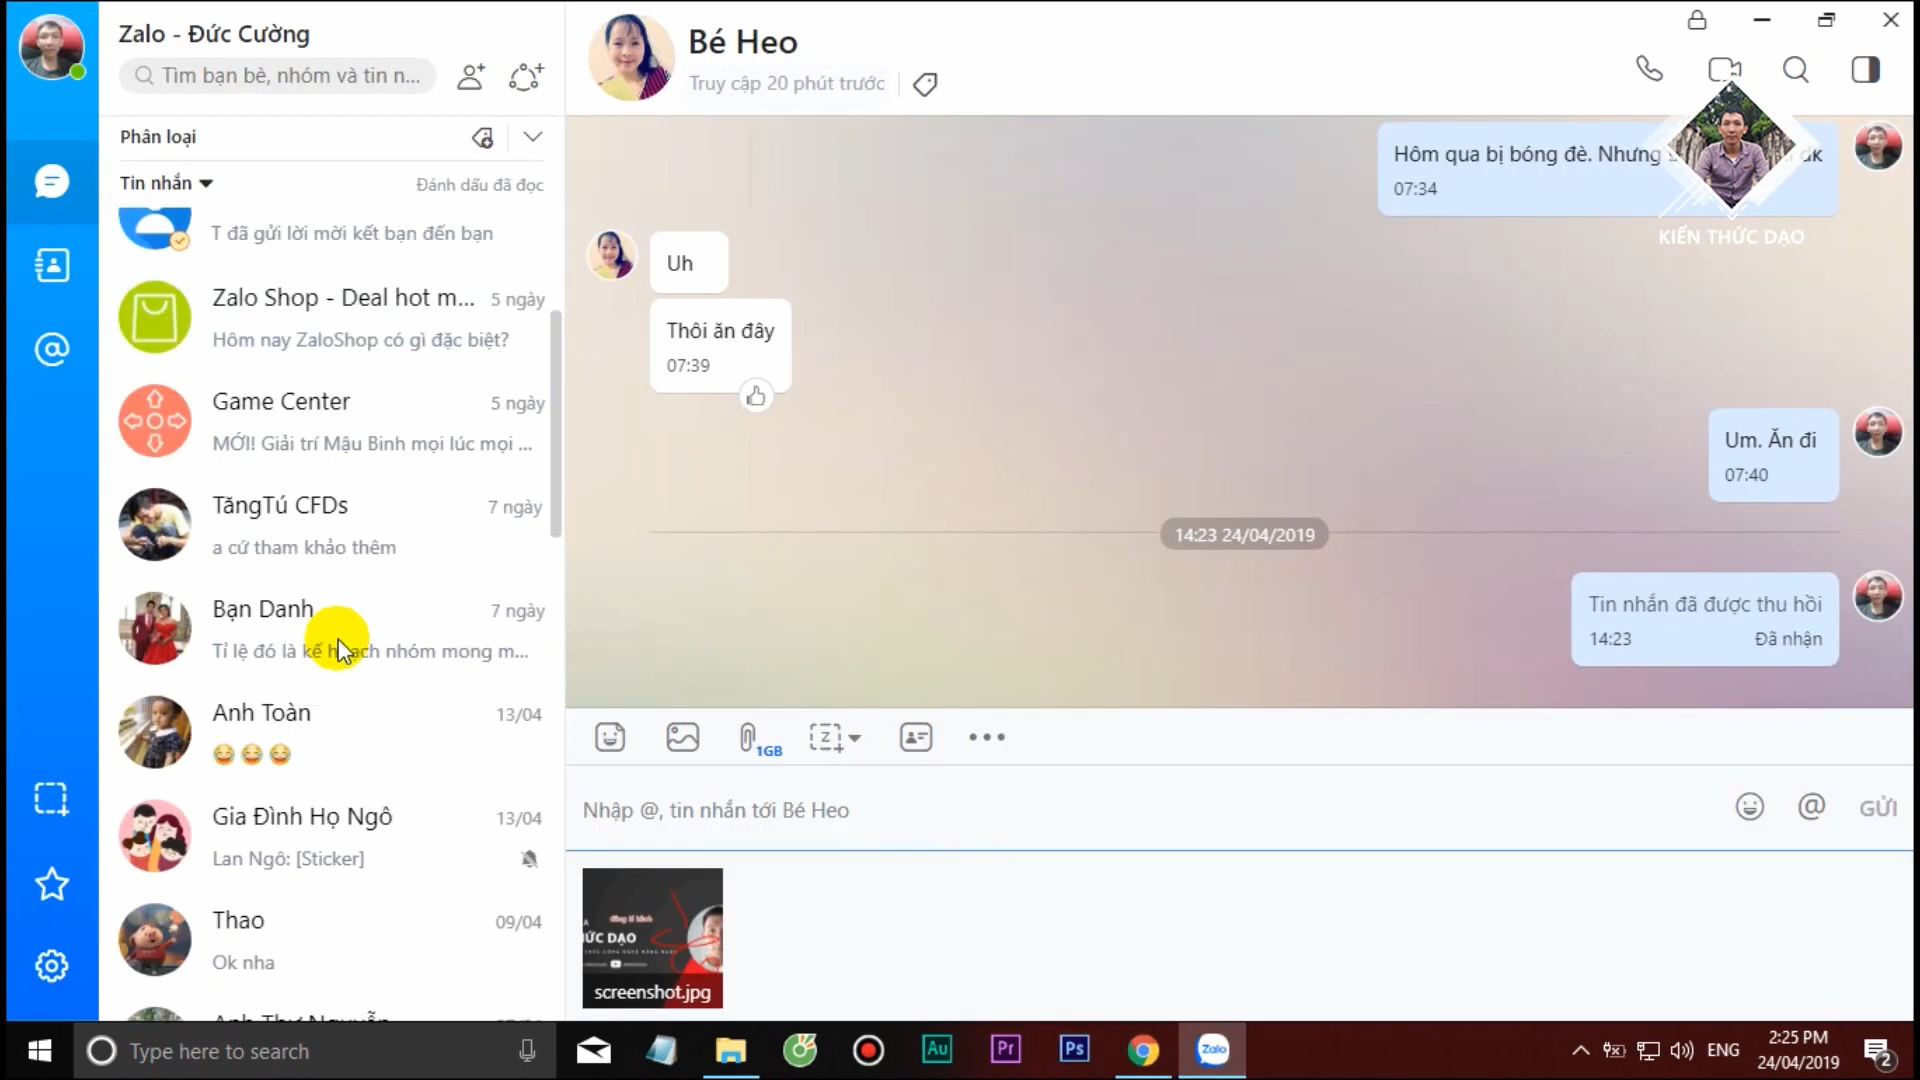 Zalo - Đức Cường
Tìm bạn bè, nhóm và tin n...
Phân loại
Tin nhắn
Đánh dấu đã đọc
T đã gửi lời mời kết bạn đến bạn
Zalo Shop - Deal hot m...
5 ngày
Hôm nay ZaloShop có gì đặc biệt?
Game Center
5 ngày
MỚI! Giải trí Mậu Binh mọi lúc mọi ...
TăngTú CFDs
7 ngày
a cứ tham khảo thêm
Bạn Danh
7 ngày
Tỉ lệ đó là kế hoạch nhóm mong m...
Anh Toàn
13/04
Gia Đình Họ Ngô
13/04
Lan Ngô: [Sticker]
Thao
09/04
Ok nha
Bé Heo
Truy cập 20 phút trước
Hôm qua bị bóng đè. Nhưng
07:34
KIẾN THỨC DẠO
Uh
Thôi ăn đây
07:39
Um. Ăn đi
07:40
14:23 24/04/2019
Tin nhắn đã được thu hồi
14:23
Đã nhận
1GB
Nhập @, tin nhắn tới Bé Heo
GỬI
ỨC DẠO
screenshot.jpg
Type here to search
Au
Pr
Ps
Zalo
ENG
2:25 PM
24/04/2019
2